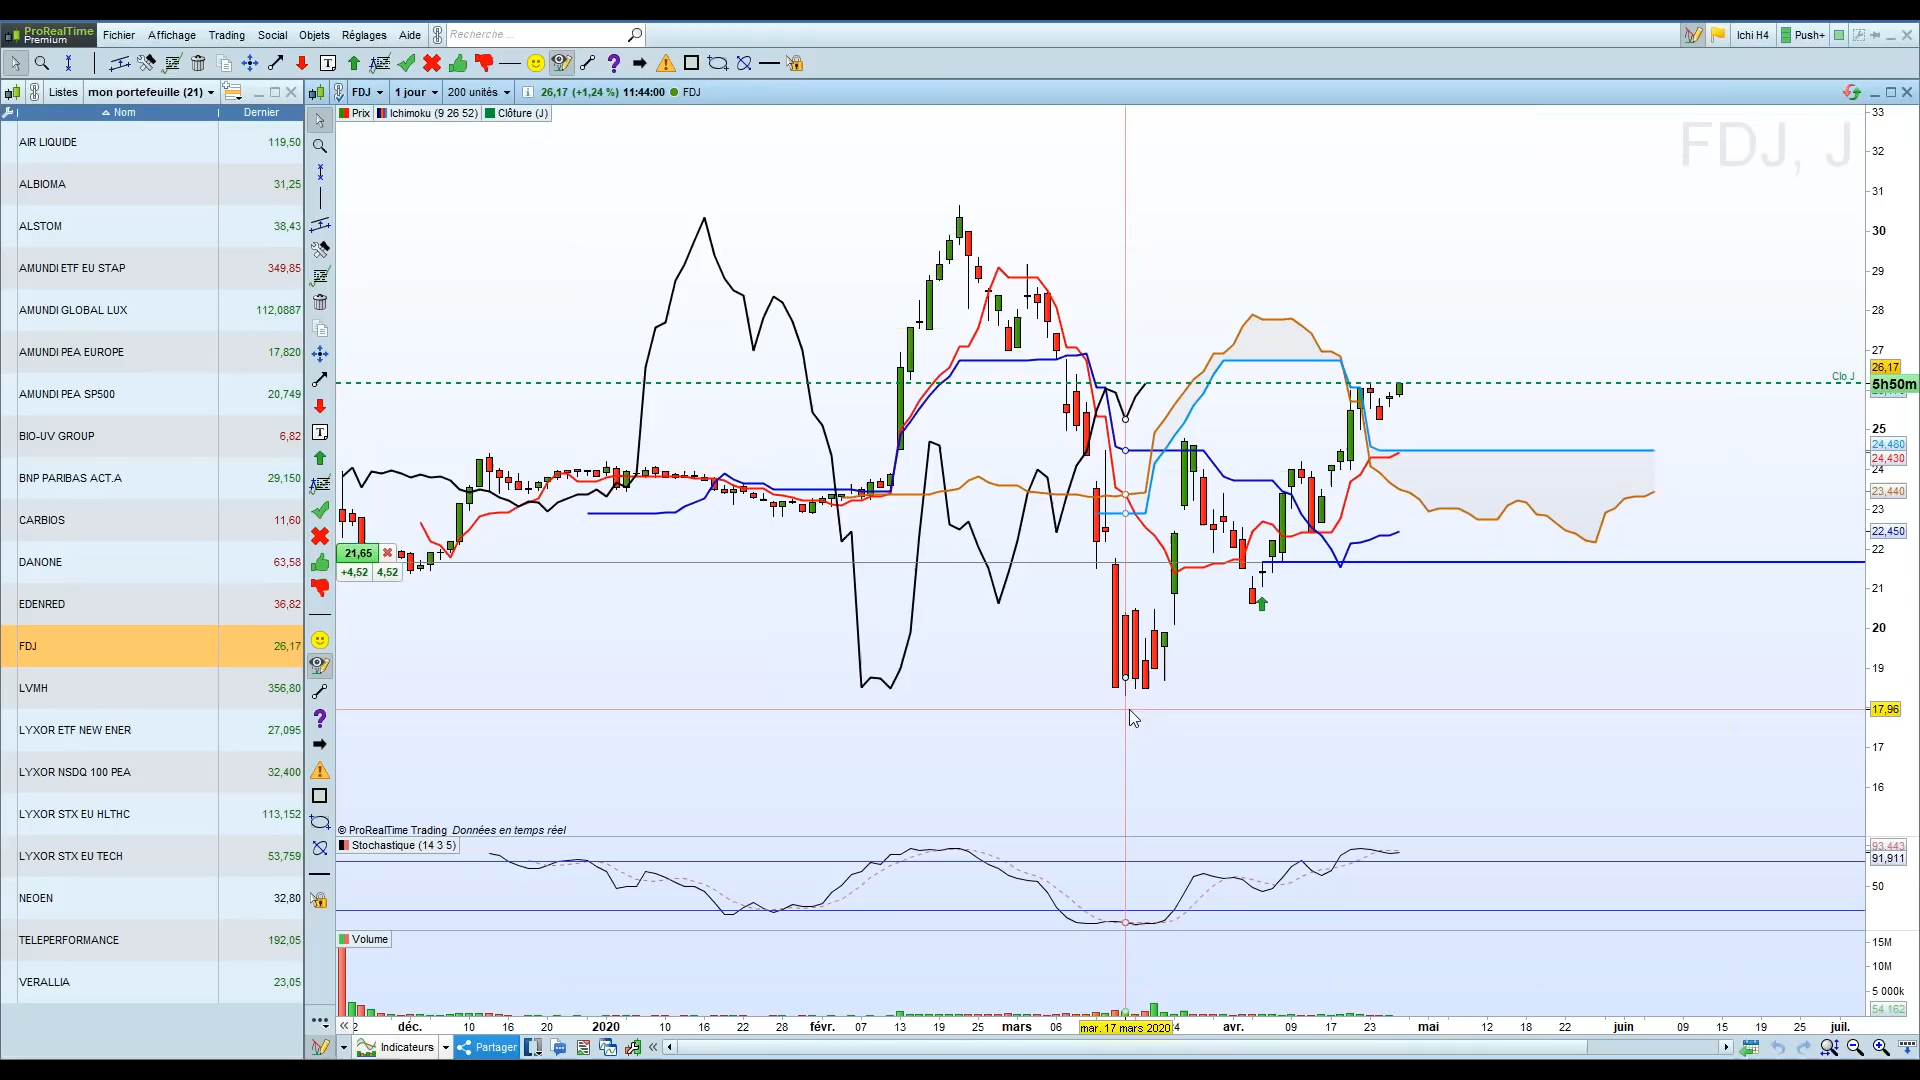 ProRealTime
Premium
Fichier Affichage Trading Social Objets Réglages Aide
Recherche ...
Ichi H4
Push+
Listes
mon portefeuille (21)
FDJ
1 jour
200 unités
26,17 (+1,24 %) 11:44:00
FDJ
Nom Dernier
AIR LIQUIDE 119,50
ALBIOMA 31,25
ALSTOM 38,43
AMUNDI ETF EU STAP 349,85
AMUNDI GLOBAL LUX 112,0887
AMUNDI PEA EUROPE 17,820
AMUNDI PEA SP500 20,749
BIO-UV GROUP 6,82
BNP PARIBAS ACT.A 29,150
CARBIOS 11,60
DANONE 63,58
EDENRED 36,82
FDJ 26,17
LVMH 356,80
LYXOR ETF NEW ENER 27,095
LYXOR NSDQ 100 PEA 32,400
LYXOR STX EU HLTHC 113,152
LYXOR STX EU TECH 53,759
NEOEN 32,80
TELEPERFORMANCE 192,05
VERALLIA 23,05
Prix
Ichimoku (9 26 52)
Clôture (J)
FDJ, J
33
32
31
30
29
28
27
26,17
Clo J
5h50m
25
24,480
24,430
24
23,440
23
22,450
22
21
20
19
17,96
17
16
21,65
+4,52 4,52
© ProRealTime Trading Données en temps réel
Stochastique (14 3 5)
93,443
91,911
50
Volume
15M
10M
5 000k
54 162
2 déc. 10 16 20 2020 10 16 22 28 févr. 07 13 19 25 mars 06 mar. 17 mars 2020 4 avr. 09 17 23 mai 12 18 22 juin 09 15 19 25 juil.
Indicateurs
Partager